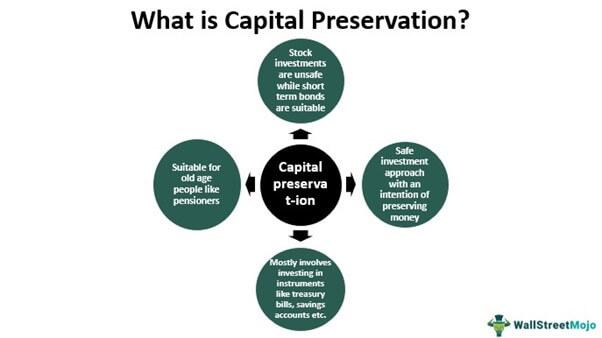 What is Capital Preservation?
Stock
investments
are unsafe
while short
term bonds
are suitable
Suitable for
old age
people like
pensioners
Capital
preserva
t-ion
Safe
investment
approach
with an
intention of
preserving
money
Mostly involves
investing in
instruments
like treasury
bills, savings
accounts etc.
WallStreetMojo